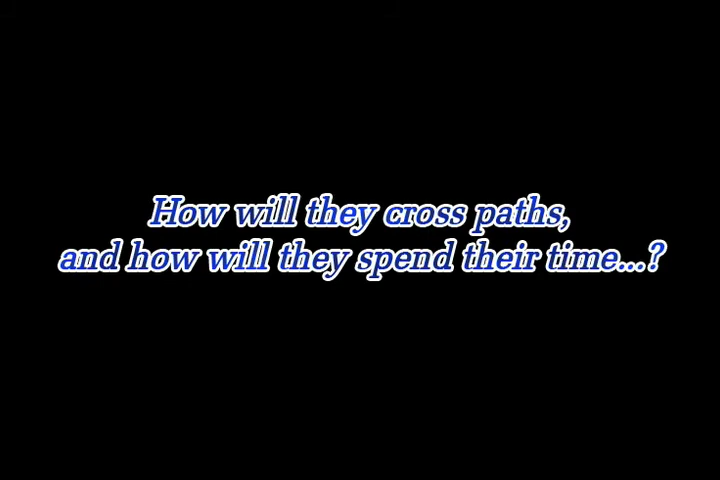 How will they cross paths,
and how will they spend their time...?